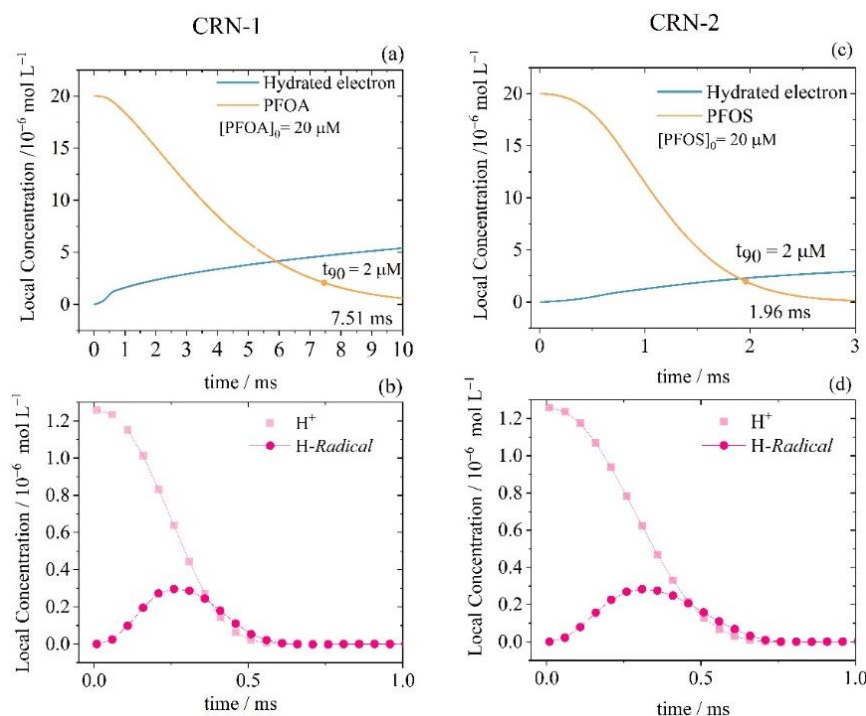 CRN-1
CRN-2
(a)
Hydrated electron
PFOA
[PFOA]₀= 20 μM
t₉₀ = 2 μM
7.51 ms
Local Concentration /10⁻⁶ mol L⁻¹
20
15
10
5
0
0 1 2 3 4 5 6 7 8 9 10
time / ms
(c)
Hydrated electron
PFOS
[PFOS]₀= 20 μM
t₉₀ = 2 μM
1.96 ms
Local Concentration /10⁻⁶ mol L⁻¹
20
15
10
5
0
0 1 2 3
time / ms
(b)
H⁺
H-Radical
Local Concentration / 10⁻⁶ mol L⁻¹
1.2
1.0
0.8
0.6
0.4
0.2
0.0
0.0 0.5 1.0
time / ms
(d)
H⁺
H-Radical
Local Concentration / 10⁻⁶ mol L⁻¹
1.2
1.0
0.8
0.6
0.4
0.2
0.0
0.0 0.5 1.0
time / ms